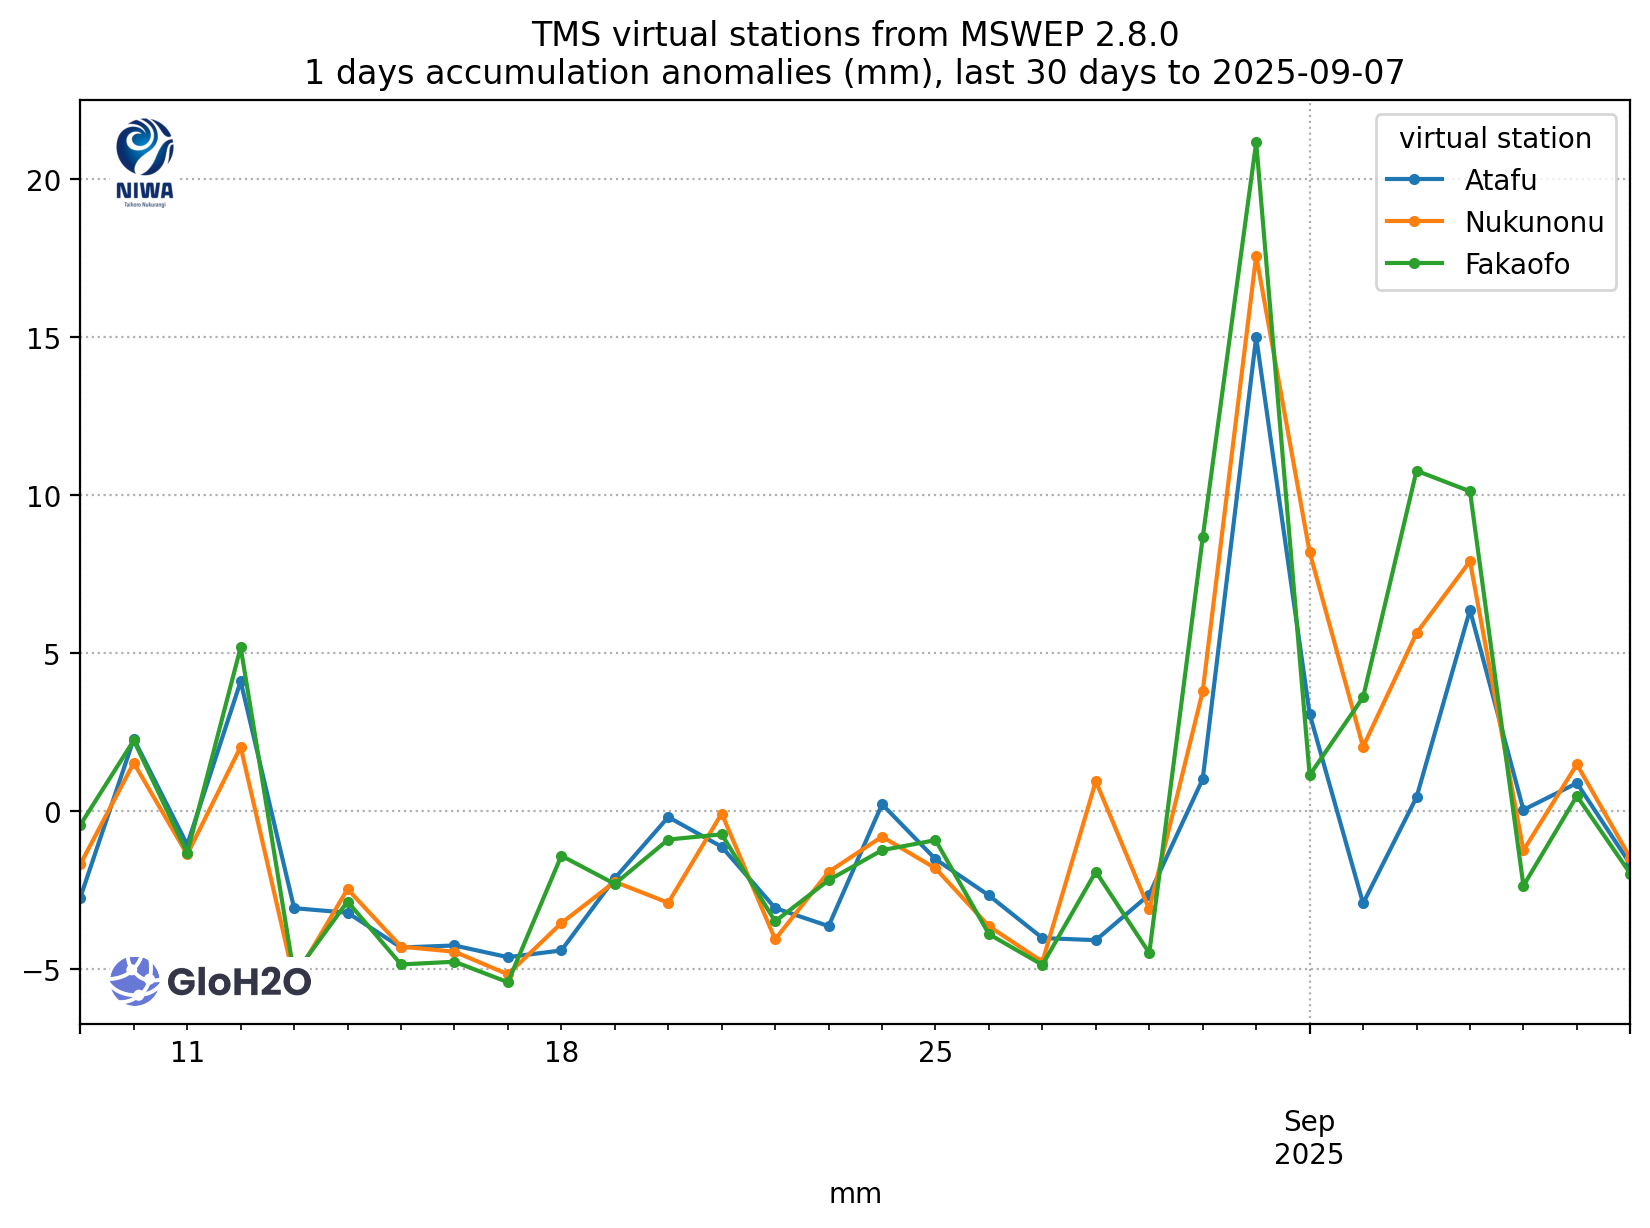 TMS virtual stations from MSWEP 2.8.0
1 days accumulation anomalies (mm), last 30 days to 2025-09-07
NIWA
Taihoro Nukurangi
virtual station
Atafu
Nukunonu
Fakaofo
20
15
10
5
0
−5
GloH2O
11
18
25
Sep
2025
mm